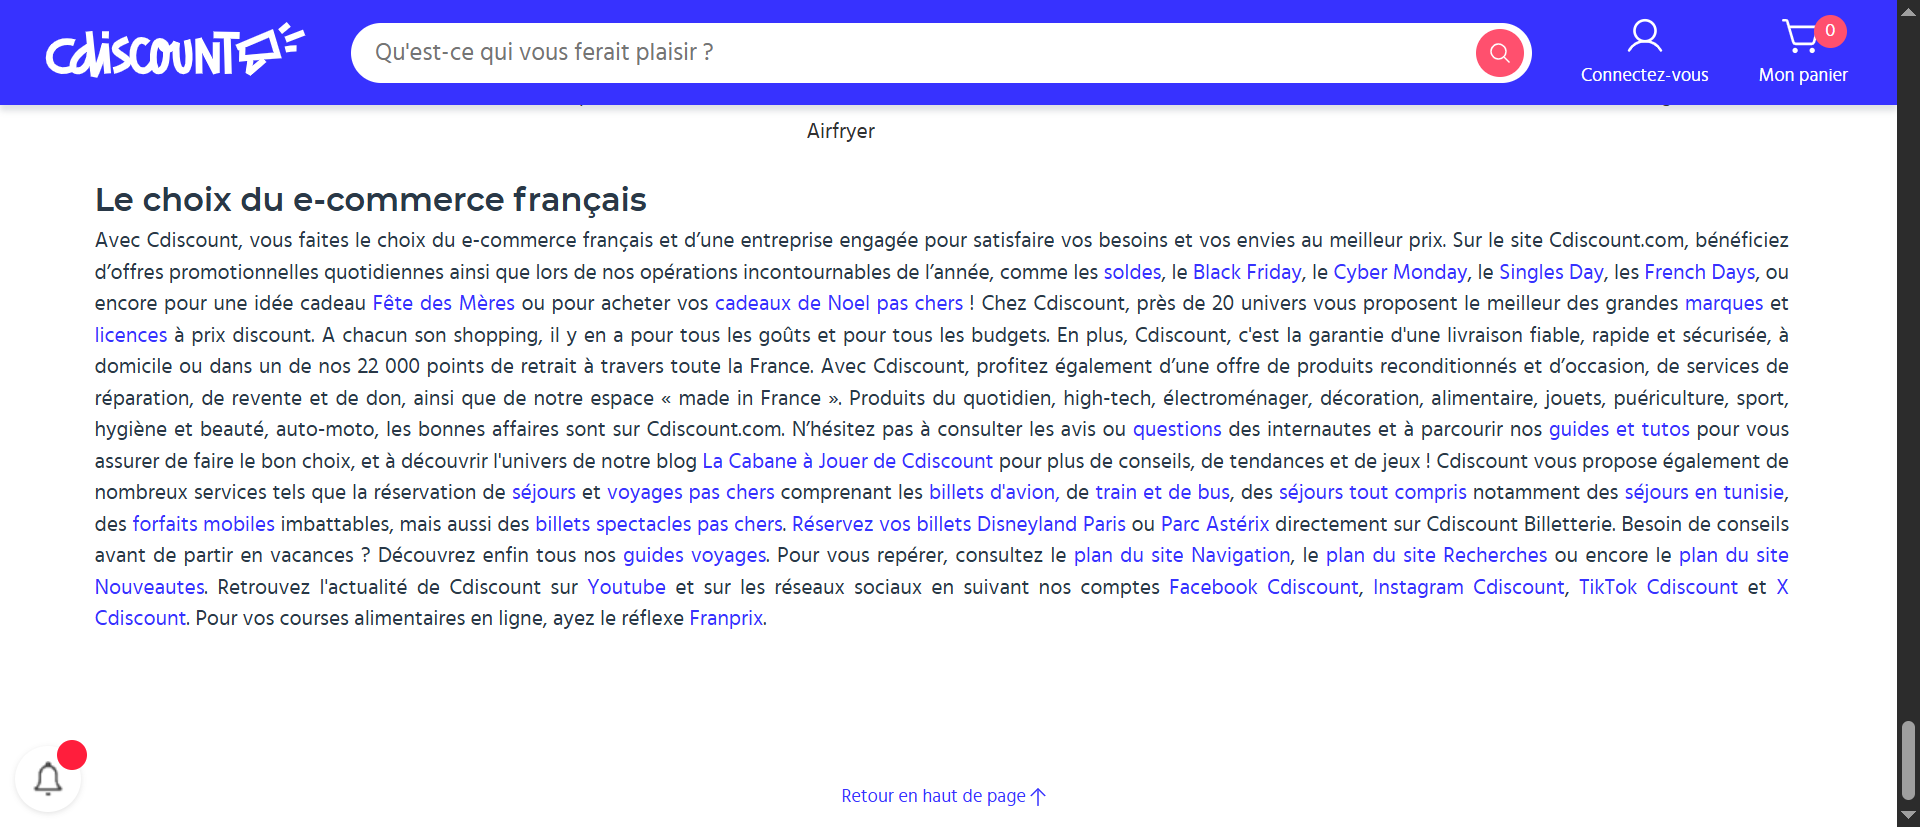 Cdiscount
Qu'est-ce qui vous ferait plaisir ?
Connectez-vous
0
Mon panier
Airfryer
Le choix du e-commerce français
Avec Cdiscount, vous faites le choix du e-commerce français et d’une entreprise engagée pour satisfaire vos besoins et vos envies au meilleur prix. Sur le site Cdiscount.com, bénéficiez
d’offres promotionnelles quotidiennes ainsi que lors de nos opérations incontournables de l’année, comme les soldes, le Black Friday, le Cyber Monday, le Singles Day, les French Days, ou
encore pour une idée cadeau Fête des Mères ou pour acheter vos cadeaux de Noel pas chers ! Chez Cdiscount, près de 20 univers vous proposent le meilleur des grandes marques et
licences à prix discount. A chacun son shopping, il y en a pour tous les goûts et pour tous les budgets. En plus, Cdiscount, c'est la garantie d'une livraison fiable, rapide et sécurisée, à
domicile ou dans un de nos 22 000 points de retrait à travers toute la France. Avec Cdiscount, profitez également d’une offre de produits reconditionnés et d’occasion, de services de
réparation, de revente et de don, ainsi que de notre espace « made in France ». Produits du quotidien, high-tech, électroménager, décoration, alimentaire, jouets, puériculture, sport,
hygiène et beauté, auto-moto, les bonnes affaires sont sur Cdiscount.com. N’hésitez pas à consulter les avis ou questions des internautes et à parcourir nos guides et tutos pour vous
assurer de faire le bon choix, et à découvrir l'univers de notre blog La Cabane à Jouer de Cdiscount pour plus de conseils, de tendances et de jeux ! Cdiscount vous propose également de
nombreux services tels que la réservation de séjours et voyages pas chers comprenant les billets d'avion, de train et de bus, des séjours tout compris notamment des séjours en tunisie,
des forfaits mobiles imbattables, mais aussi des billets spectacles pas chers. Réservez vos billets Disneyland Paris ou Parc Astérix directement sur Cdiscount Billetterie. Besoin de conseils
avant de partir en vacances ? Découvrez enfin tous nos guides voyages. Pour vous repérer, consultez le plan du site Navigation, le plan du site Recherches ou encore le plan du site
Nouveautes. Retrouvez l'actualité de Cdiscount sur Youtube et sur les réseaux sociaux en suivant nos comptes Facebook Cdiscount, Instagram Cdiscount, TikTok Cdiscount et X
Cdiscount. Pour vos courses alimentaires en ligne, ayez le réflexe Franprix.
Retour en haut de page